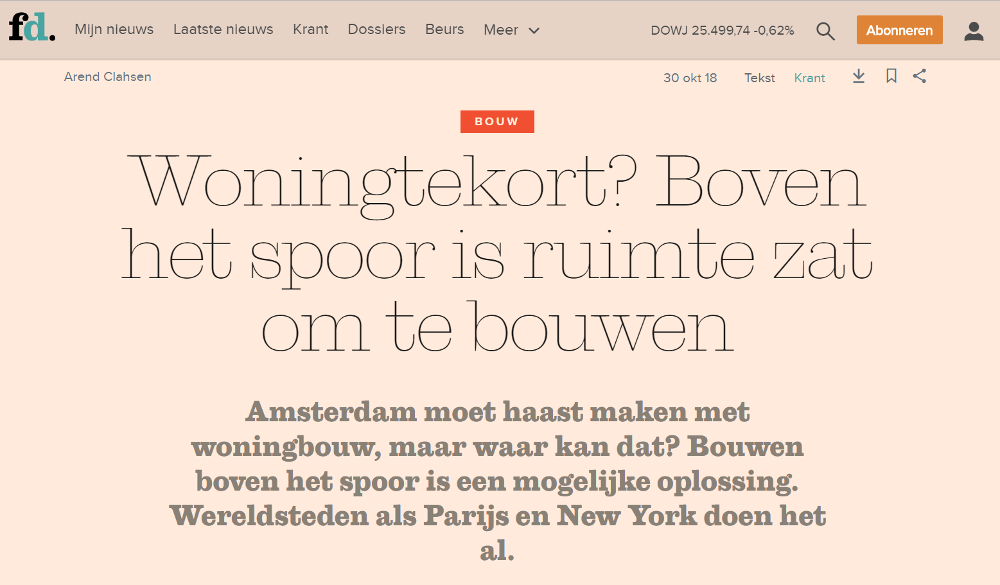 fd.
Mijn nieuws Laatste nieuws Krant Dossiers Beurs Meer DOWJ 25.499,74 -0,62% Abonneren
Arend Clahsen 30 okt 18 Tekst Krant
BOUW
Woningtekort? Boven
het spoor is ruimte zat
om te bouwen
Amsterdam moet haast maken met
woningbouw, maar waar kan dat? Bouwen
boven het spoor is een mogelijke oplossing.
Wereldsteden als Parijs en New York doen het
al.